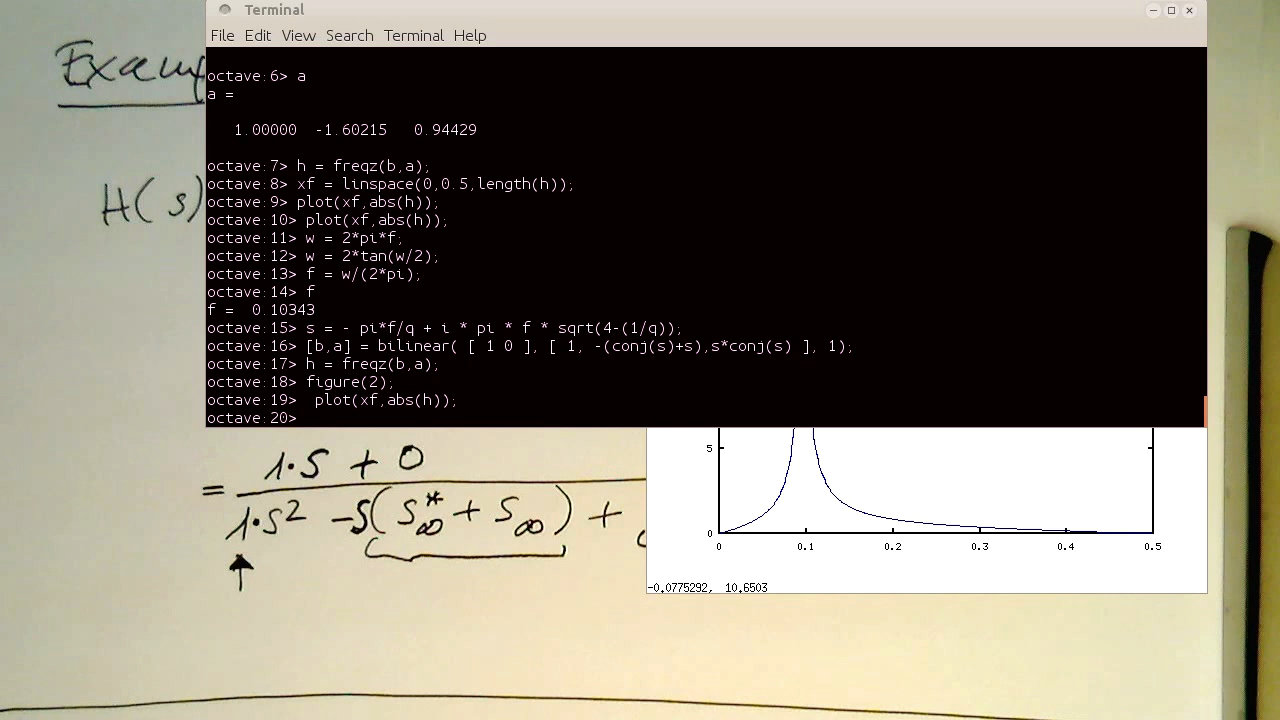 Terminal
File Edit View Search Terminal Help
Exam
octave:6> a
a =
1.00000 -1.60215 0.94429
octave:7> h = freqz(b,a);
octave:8> xf = linspace(0,0.5,length(h));
H(s)
octave:9> plot(xf,abs(h));
octave:10> plot(xf,abs(h));
octave:11> w = 2*pi*f;
octave:12> w = 2*tan(w/2);
octave:13> f = w/(2*pi);
octave:14> f
f = 0.10343
octave:15> s = - pi*f/q + i * pi * f * sqrt(4-(1/q));
octave:16> [b,a] = bilinear( [ 1 0 ], [ 1, -(conj(s)+s),s*conj(s) ], 1);
octave:17> h = freqz(b,a);
octave:18> figure(2);
octave:19>  plot(xf,abs(h));
octave:20>
5
1·s + 0
=
1·s² -s(s∞* + s∞) +
0
0 0.1 0.2 0.3 0.4 0.5
-0.0775292, 10.6503